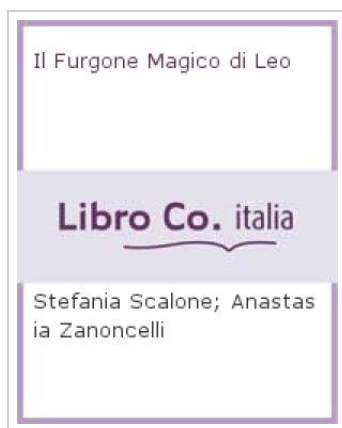 Il Furgone Magico di Leo
Libro Co. italia
Stefania Scalone; Anastas
ia Zanoncelli